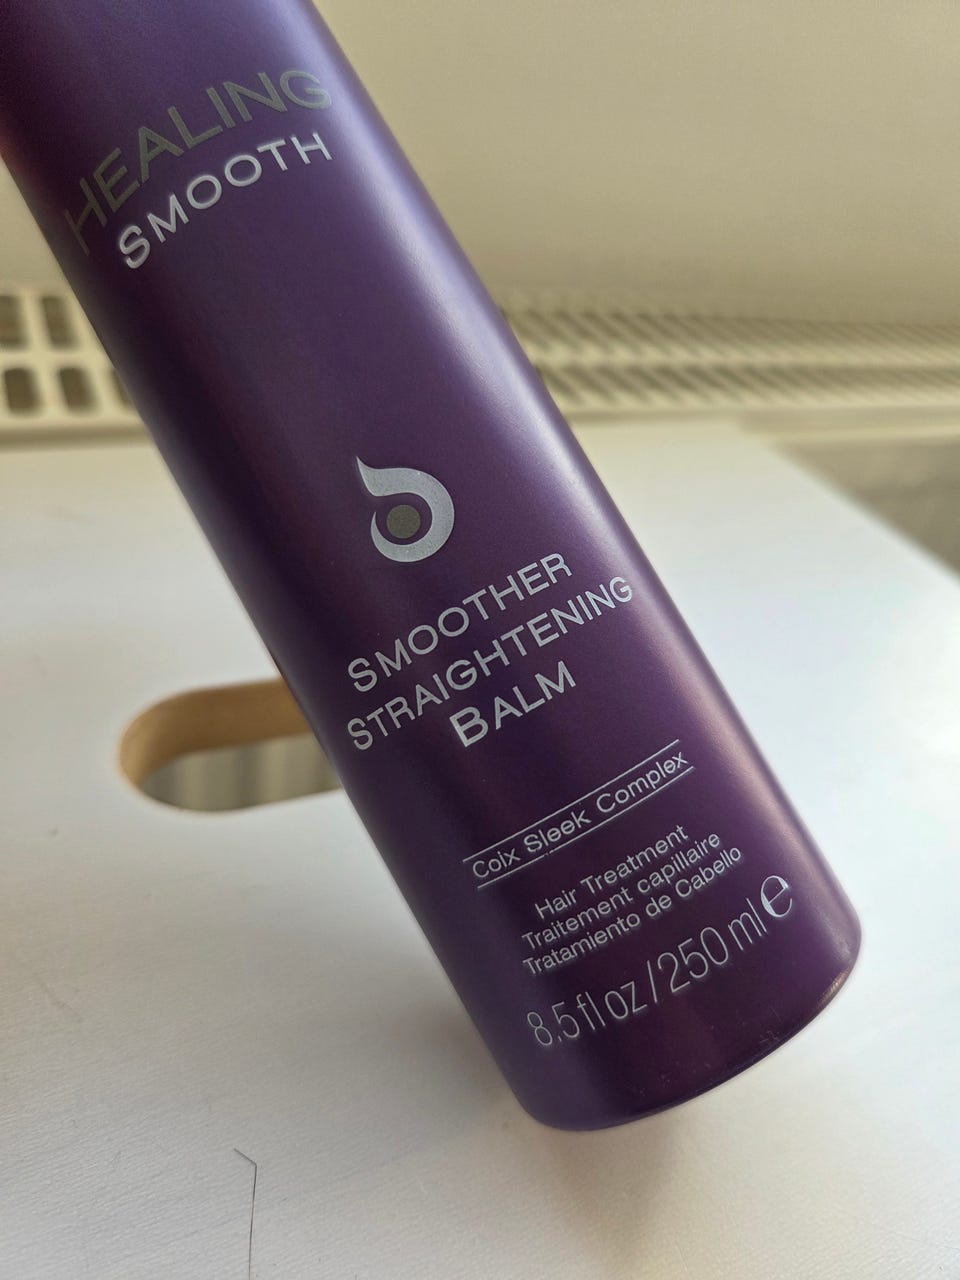 HEALING
SMOOTH
SMOOTHER
STRAIGHTENING
BALM
Coix Sleek Complex
Hair Treatment
Traitement capillaire
Tratamiento de Cabello
8.5 fl oz / 250 ml e